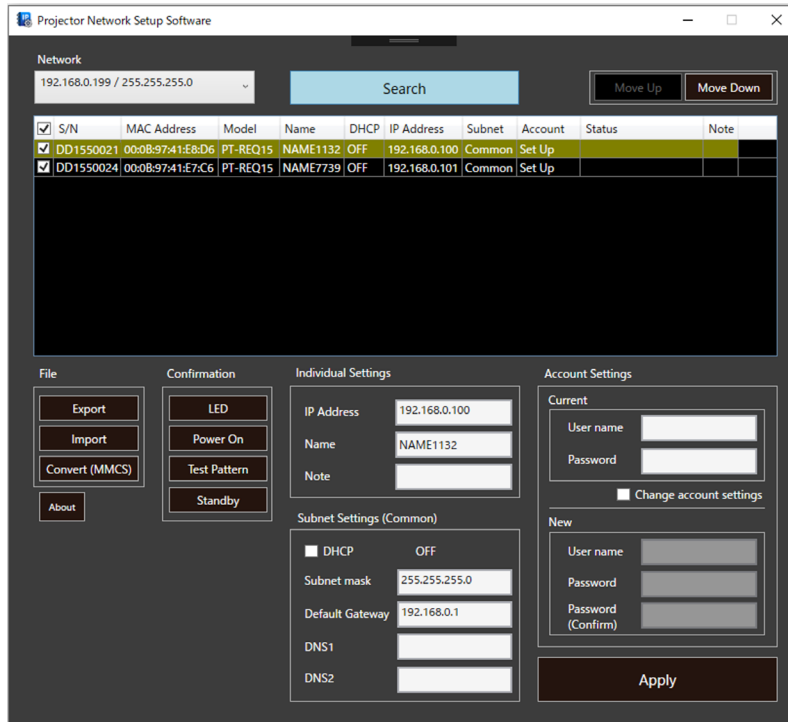 Projector Network Setup Software
Network
192.168.0.199 / 255.255.255.0
Search
Move Up
Move Down
S/N MAC Address Model Name DHCP IP Address Subnet Account Status Note
DD1550021 00:0B:97:41:E8:D6 PT-REQ15 NAME1132 OFF 192.168.0.100 Common Set Up
DD1550024 00:0B:97:41:E7:C6 PT-REQ15 NAME7739 OFF 192.168.0.101 Common Set Up
File
Export
Import
Convert (MMCS)
About
Confirmation
LED
Power On
Test Pattern
Standby
Individual Settings
IP Address 192.168.0.100
Name NAME1132
Note
Subnet Settings (Common)
DHCP OFF
Subnet mask 255.255.255.0
Default Gateway 192.168.0.1
DNS1
DNS2
Account Settings
Current
User name
Password
Change account settings
New
User name
Password
Password
(Confirm)
Apply